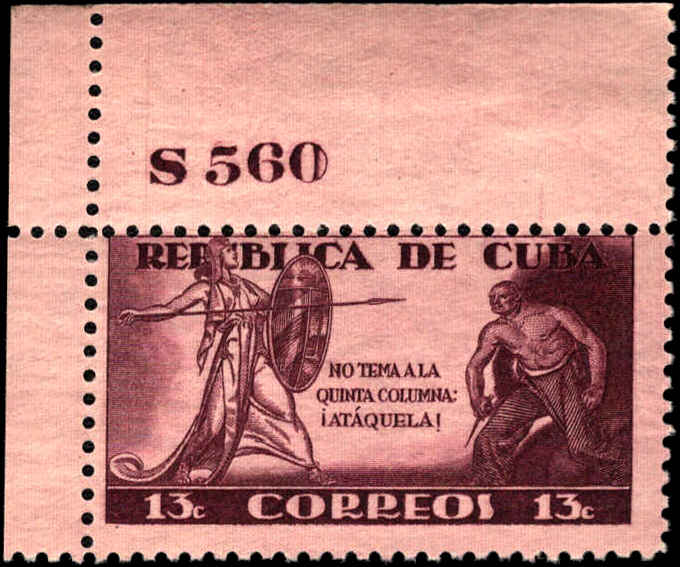 S 560
REPUBLICA DE CUBA
NO TEMA A LA
QUINTA COLUMNA:
¡ATÁQUELA!
13c CORREOS 13c